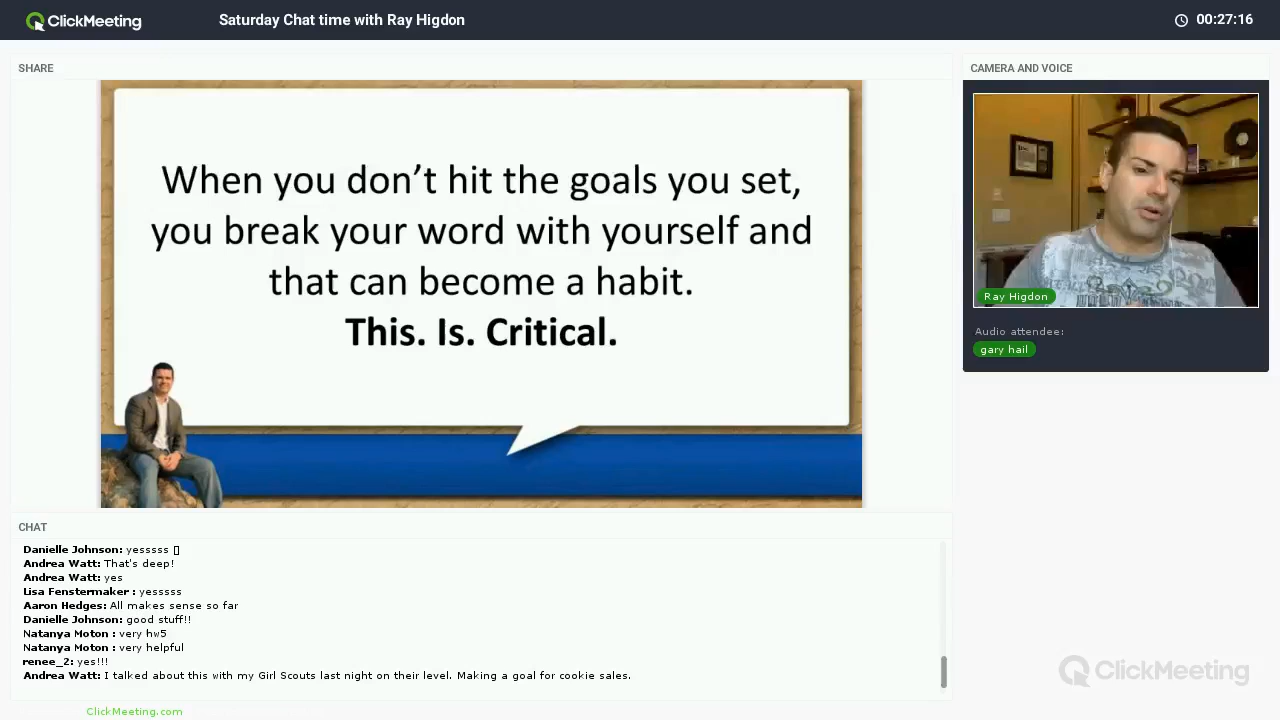 ClickMeeting
Saturday Chat time with Ray Higdon
00:27:16
SHARE
When you don’t hit the goals you set,
you break your word with yourself and
that can become a habit.
This. Is. Critical.
CAMERA AND VOICE
Ray Higdon
Audio attendee:
gary hail
CHAT
Danielle Johnson: yesssss
Andrea Watt: That's deep!
Andrea Watt: yes
Lisa Fenstermaker : yesssss
Aaron Hedges: All makes sense so far
Danielle Johnson: good stuff!!
Natanya Moton : very hw5
Natanya Moton : very helpful
renee_2: yes!!!
Andrea Watt: I talked about this with my Girl Scouts last night on their level. Making a goal for cookie sales.
ClickMeeting
ClickMeeting.com